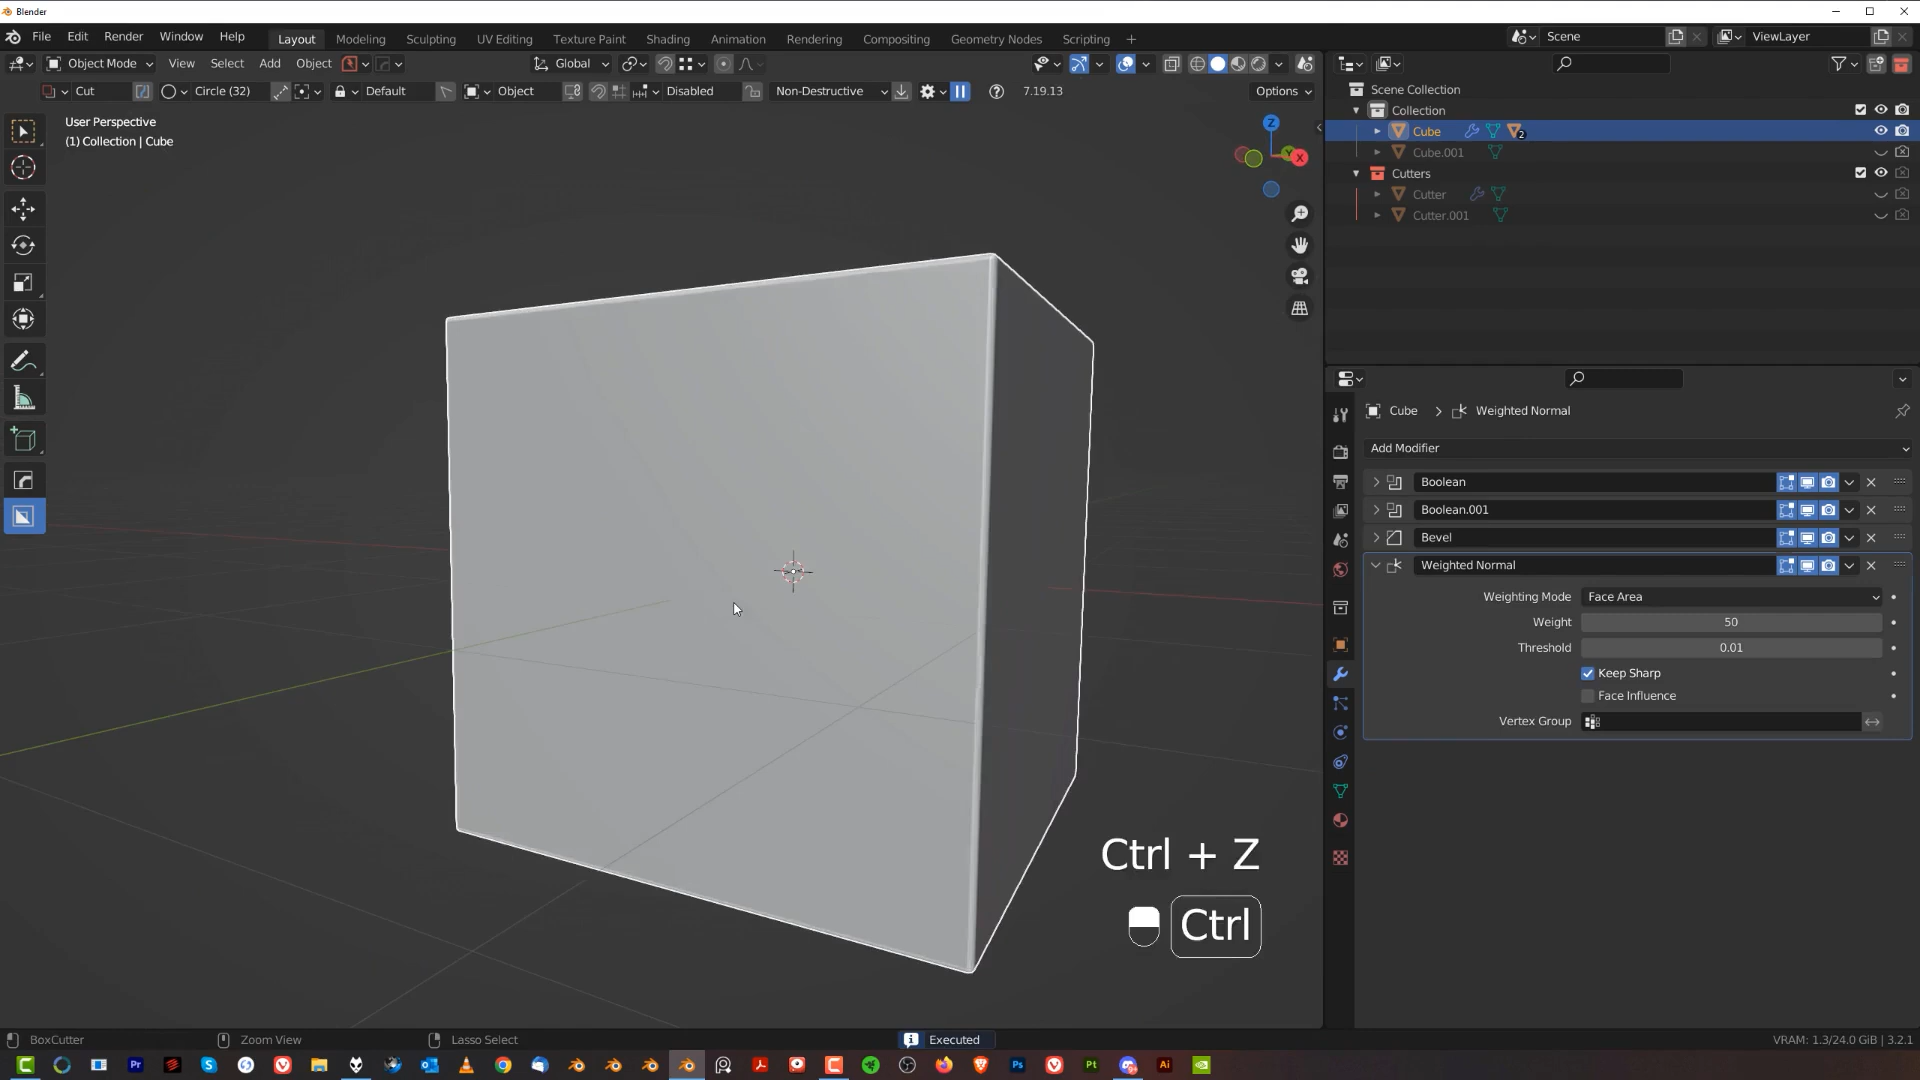 Blender
File Edit Render Window Help Layout Modeling Sculpting UV Editing Texture Paint Shading Animation Rendering Compositing Geometry Nodes Scripting + Scene ViewLayer
Object Mode View Select Add Object Global
Cut Circle (32) Default Object Disabled Non-Destructive 7.19.13 Options
User Perspective
(1) Collection | Cube
Z
Y
X
Scene Collection
Collection
Cube 2
Cube.001
Cutters
Cutter
Cutter.001
Cube > Weighted Normal
Add Modifier
Boolean
Boolean.001
Bevel
Weighted Normal
Weighting Mode Face Area
Weight 50
Threshold 0.01
Keep Sharp
Face Influence
Vertex Group
Ctrl + Z
Ctrl
BoxCutter Zoom View Lasso Select Executed VRAM: 1.3/24.0 GiB | 3.2.1
Pr S Ps Pt Ai